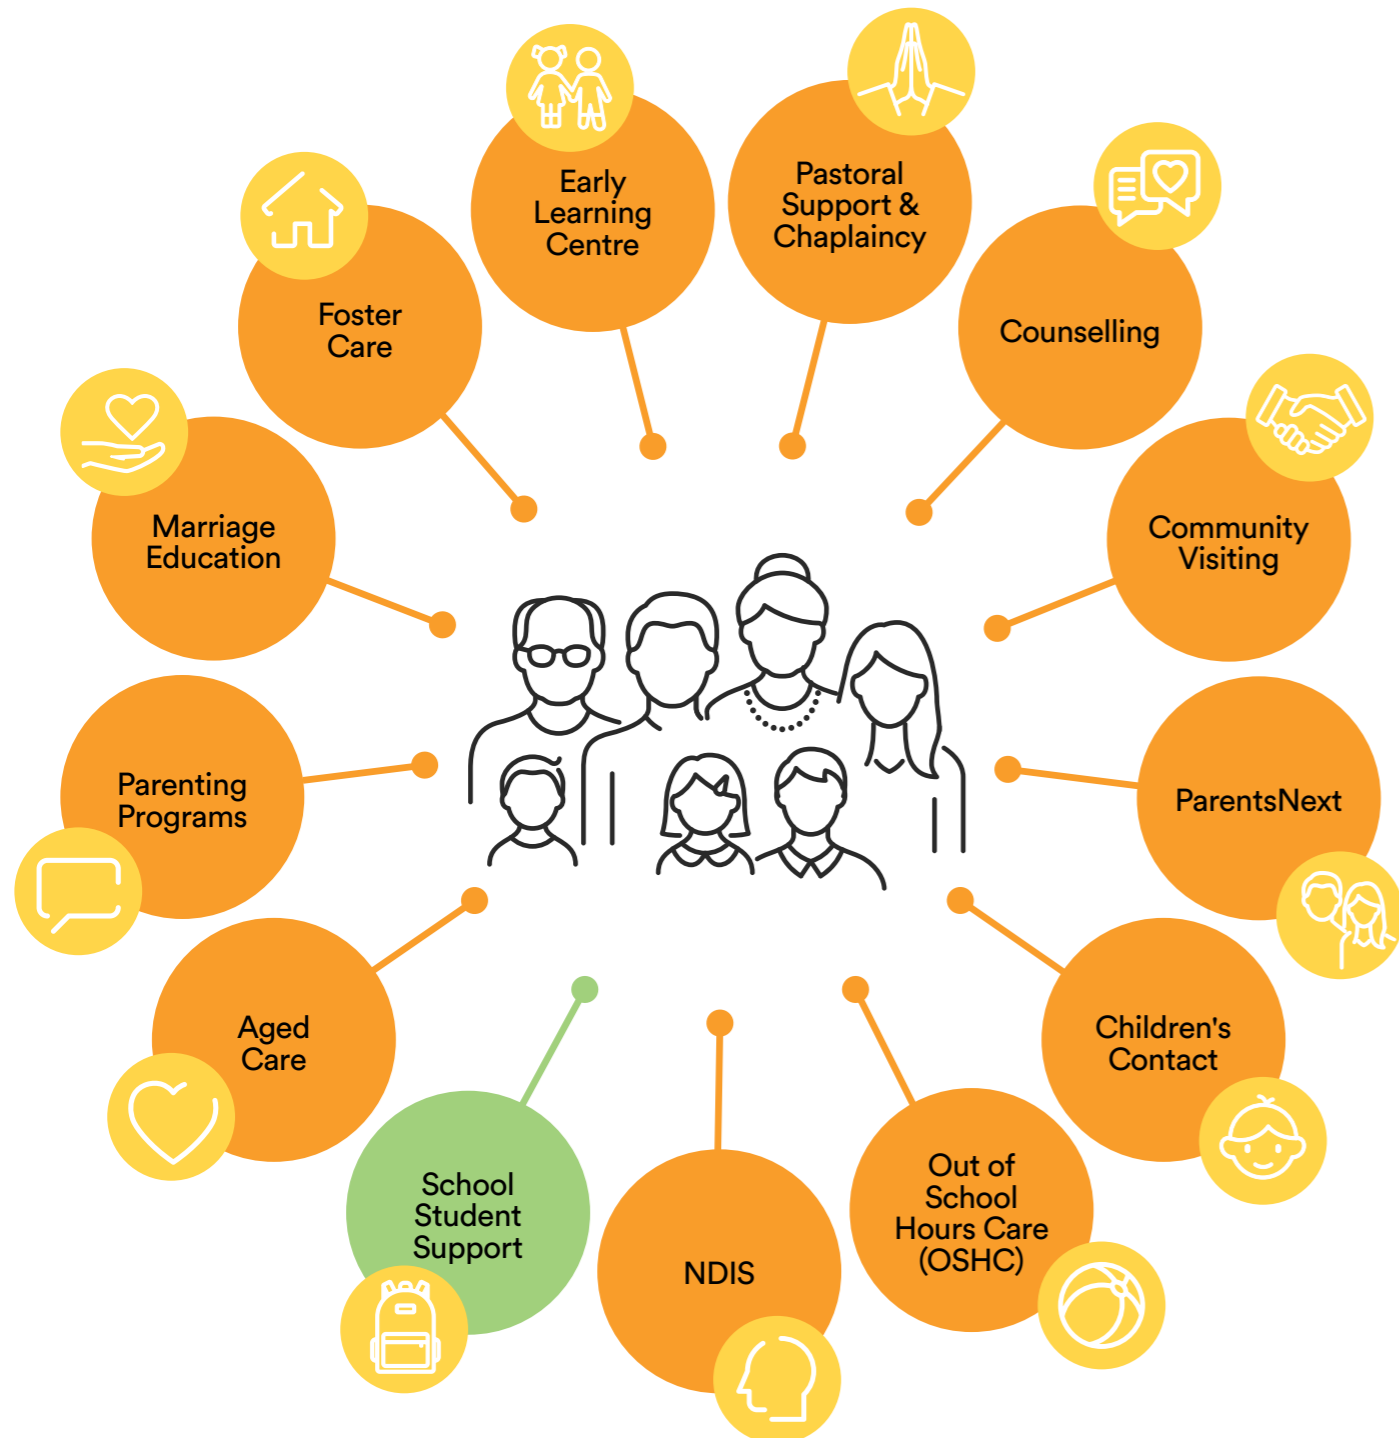 Early
Learning
Centre
Pastoral
Support &
Chaplaincy
Counselling
Community
Visiting
ParentsNext
Children's
Contact
Out of
School
Hours Care
(OSHC)
NDIS
School
Student
Support
Aged
Care
Parenting
Programs
Marriage
Education
Foster
Care